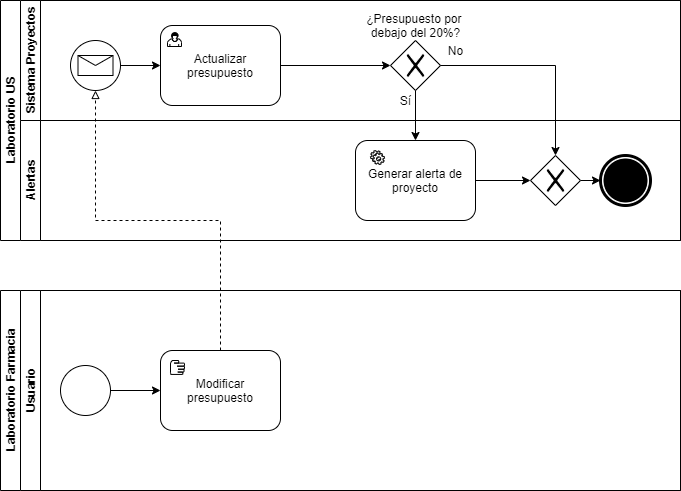 Laboratorio US
Sistema Proyectos
Actualizar
presupuesto
¿Presupuesto por
debajo del 20%?
No
Sí
Alertas
Generar alerta de
proyecto
Laboratorio Farmacia
Usuario
Modificar
presupuesto